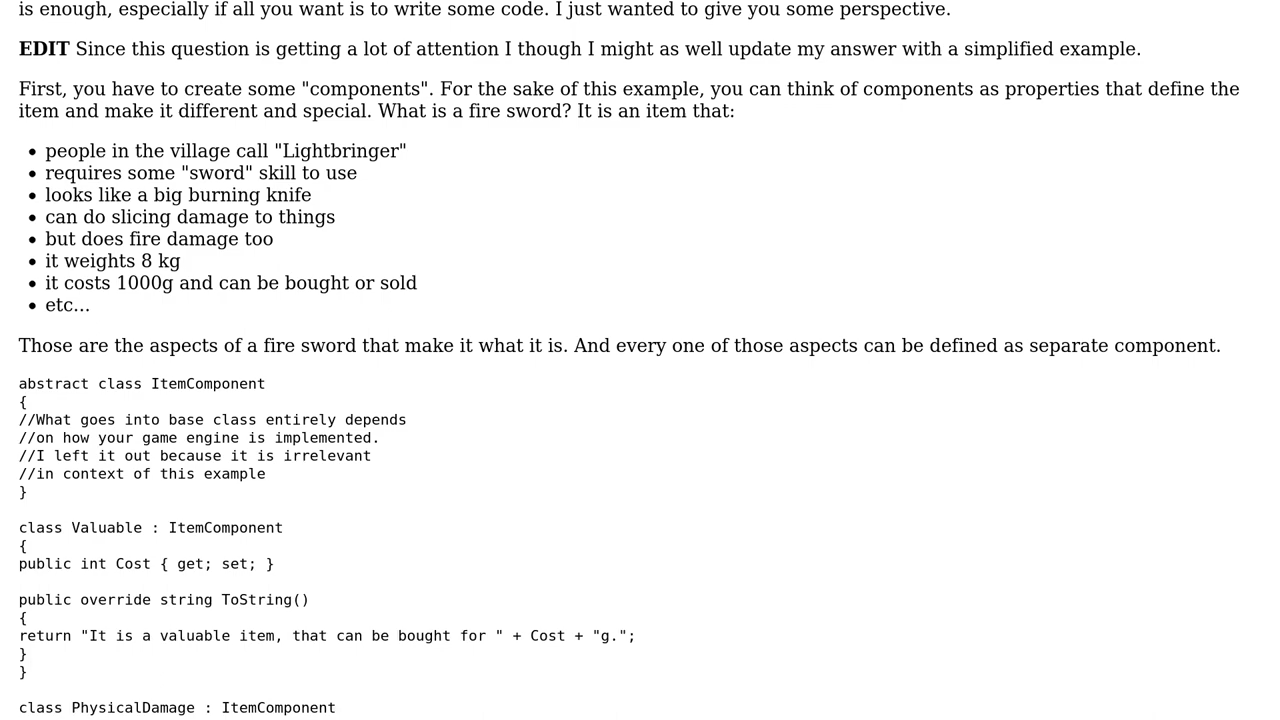 is enough, especially if all you want is to write some code. I just wanted to give you some perspective.
EDIT Since this question is getting a lot of attention I though I might as well update my answer with a simplified example.
First, you have to create some "components". For the sake of this example, you can think of components as properties that define the
item and make it different and special. What is a fire sword? It is an item that:
• people in the village call "Lightbringer"
• requires some "sword" skill to use
• looks like a big burning knife
• can do slicing damage to things
• but does fire damage too
• it weights 8 kg
• it costs 1000g and can be bought or sold
• etc...
Those are the aspects of a fire sword that make it what it is. And every one of those aspects can be defined as separate component.
abstract class ItemComponent
{
//What goes into base class entirely depends
//on how your game engine is implemented.
//I left it out because it is irrelevant
//in context of this example
}
class Valuable : ItemComponent
{
public int Cost { get; set; }
public override string ToString()
{
return "It is a valuable item, that can be bought for " + Cost + "g.";
}
}
class PhysicalDamage : ItemComponent